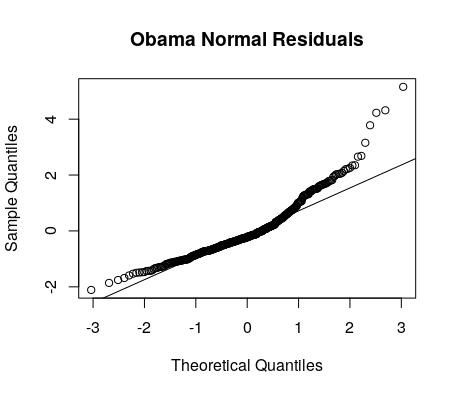 Obama Normal Residuals
Sample Quantiles
4
2
0
-2
-3 -2 -1 0 1 2 3
Theoretical Quantiles